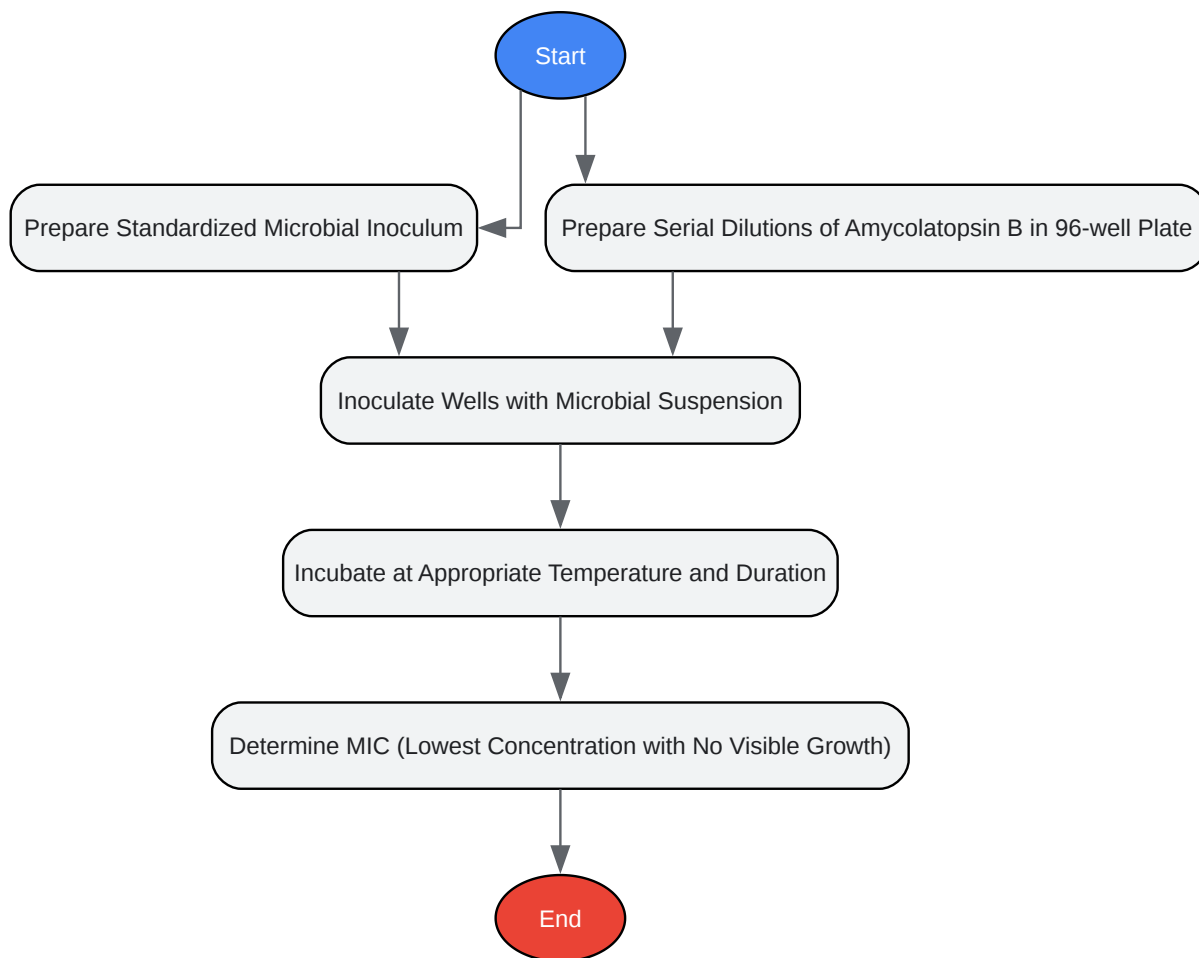 Start
Prepare Standardized Microbial Inoculum
Prepare Serial Dilutions of Amycolatopsin B in 96-well Plate
Inoculate Wells with Microbial Suspension
Incubate at Appropriate Temperature and Duration
Determine MIC (Lowest Concentration with No Visible Growth)
End